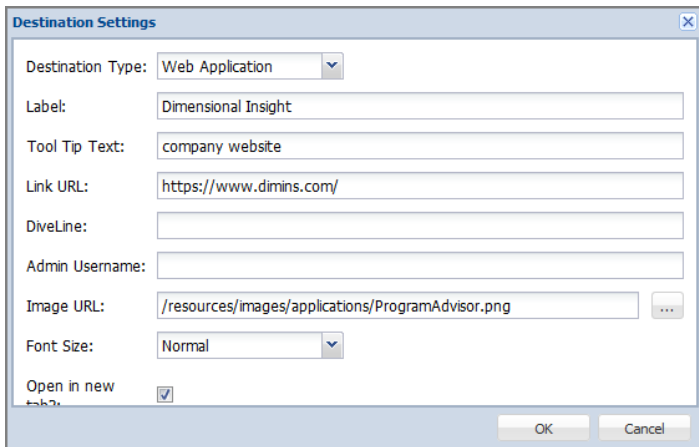 Destination Settings
Destination Type: Web Application
Label: Dimensional Insight
Tool Tip Text: company website
Link URL: https://www.dimins.com/
DiveLine:
Admin Username:
Image URL: /resources/images/applications/ProgramAdvisor.png ...
Font Size: Normal
Open in new
tab?:
OK Cancel